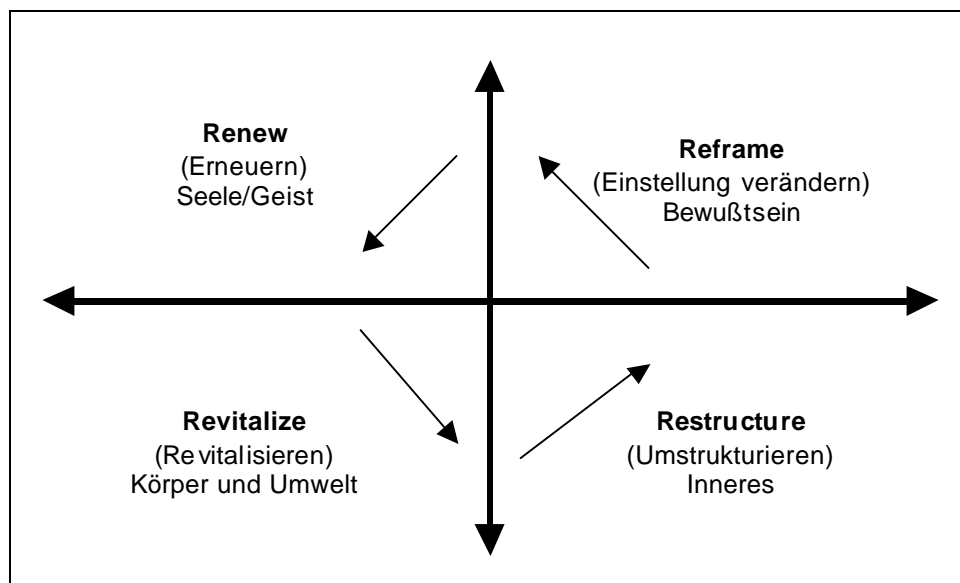 Renew
(Erneuern)
Seele/Geist
Reframe
(Einstellung verändern)
Bewußtsein
Revitalize
(Revitalisieren)
Körper und Umwelt
Restructure
(Umstrukturieren)
Inneres